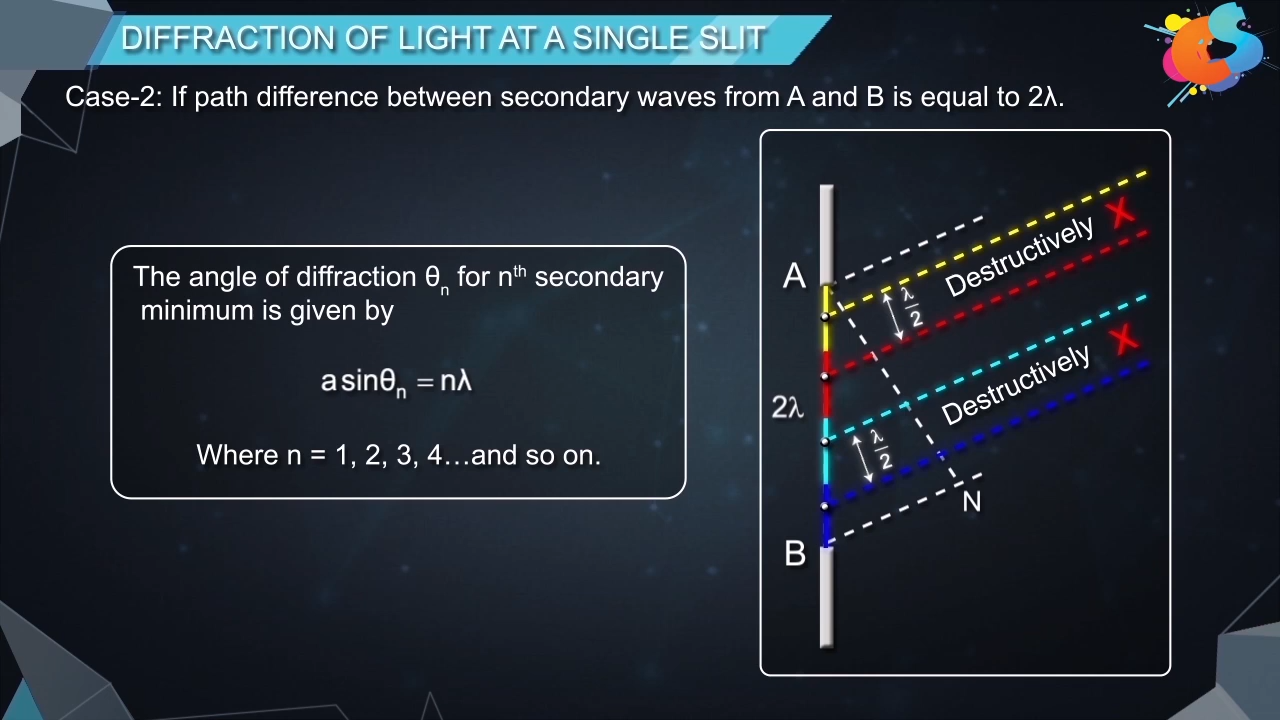 DIFFRACTION OF LIGHT AT A SINGLE SLIT
Case-2: If path difference between secondary waves from A and B is equal to 2λ.
The angle of diffraction θₙ for nᵗʰ secondary
minimum is given by
a sinθₙ = nλ
Where n = 1, 2, 3, 4…and so on.
A
λ/2
Destructively X
2λ
λ/2
Destructively X
N
B
CS